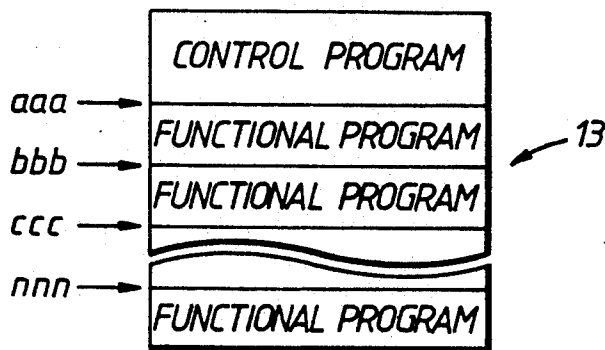 CONTROL PROGRAM
aaa
FUNCTIONAL PROGRAM
13
bbb
FUNCTIONAL PROGRAM
ccc
nnn
FUNCTIONAL PROGRAM